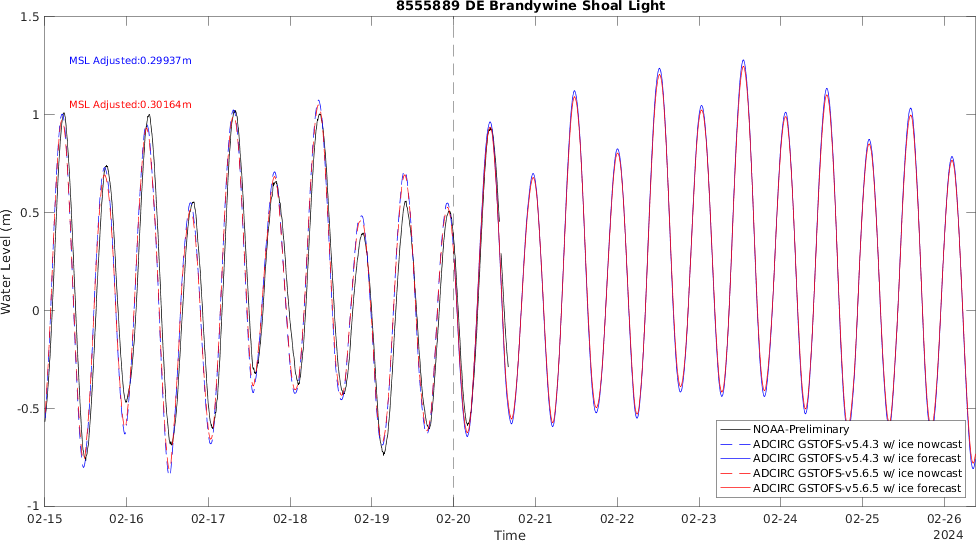 8555889 DE Brandywine Shoal Light
1.5
MSL Adjusted:0.29937m
MSL Adjusted:0.30164m
1
0.5
0
-0.5
-1
Water Level (m)
NOAA-Preliminary
ADCIRC GSTOFS-v5.4.3 w/ ice nowcast
ADCIRC GSTOFS-v5.4.3 w/ ice forecast
ADCIRC GSTOFS-v5.6.5 w/ ice nowcast
ADCIRC GSTOFS-v5.6.5 w/ ice forecast
02-15 02-16 02-17 02-18 02-19 02-20 02-21 02-22 02-23 02-24 02-25 02-26
Time
2024